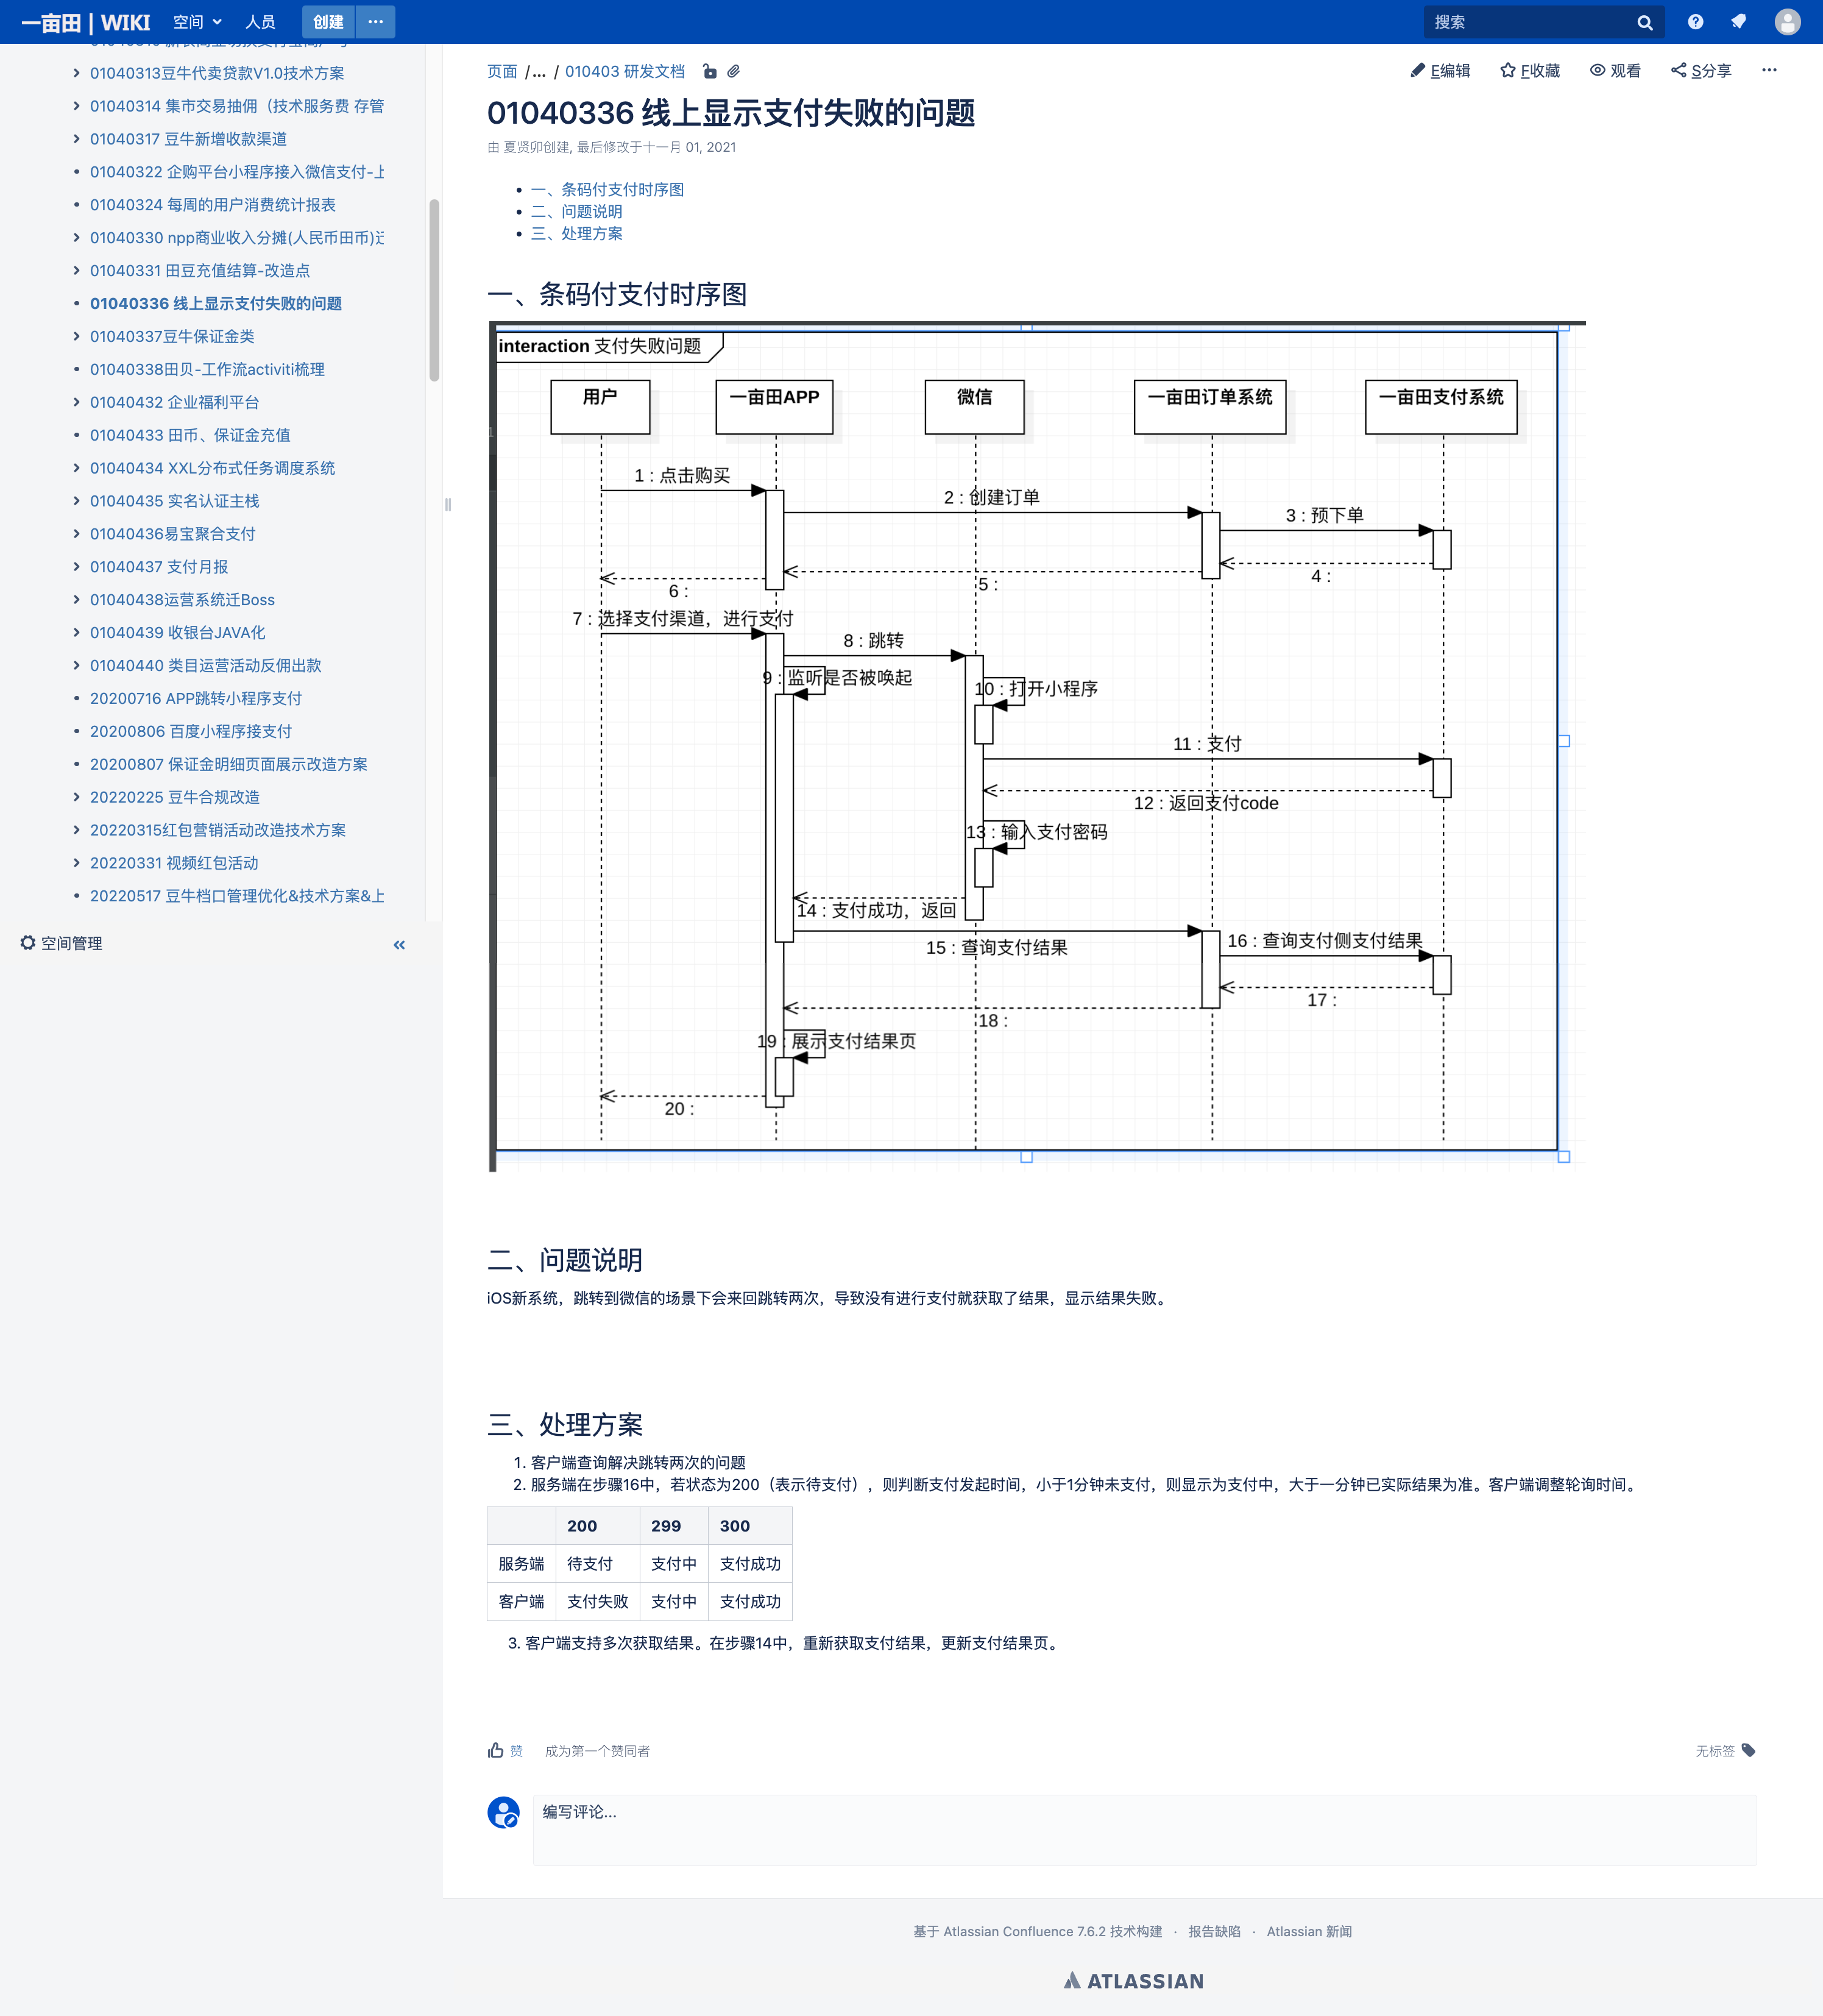 一亩田 | WIKI 空间 人员 创建 ··· 搜索
01040313豆牛代卖贷款V1.0技术方案
01040314 集市交易抽佣（技术服务费 存管
01040317 豆牛新增收款渠道
01040322 企购平台小程序接入微信支付-上
01040324 每周的用户消费统计报表
01040330 npp商业收入分摊(人民币田币)迁
01040331 田豆充值结算-改造点
01040336 线上显示支付失败的问题
01040337豆牛保证金类
01040338田贝-工作流activiti梳理
01040432 企业福利平台
01040433 田币、保证金充值
01040434 XXL分布式任务调度系统
01040435 实名认证主栈
01040436易宝聚合支付
01040437 支付月报
01040438运营系统迁Boss
01040439 收银台JAVA化
01040440 类目运营活动反佣出款
20200716 APP跳转小程序支付
20200806 百度小程序接支付
20200807 保证金明细页面展示改造方案
20220225 豆牛合规改造
20220315红包营销活动改造技术方案
20220331 视频红包活动
20220517 豆牛档口管理优化&技术方案&上
空间管理
页面 /... / 010403 研发文档
E编辑 F收藏 观看 S分享 ···
01040336 线上显示支付失败的问题
由 夏贤卯创建, 最后修改于十一月 01, 2021
一、条码付支付时序图
二、问题说明
三、处理方案
一、条码付支付时序图
interaction 支付失败问题
用户 一亩田APP 微信 一亩田订单系统 一亩田支付系统
1 : 点击购买
2 : 创建订单
3 : 预下单
4 :
5 :
6 :
7 : 选择支付渠道，进行支付
8 : 跳转
9 : 监听是否被唤起
10 : 打开小程序
11 : 支付
12 : 返回支付code
13 : 输入支付密码
14 : 支付成功，返回
15 : 查询支付结果
16 : 查询支付侧支付结果
17 :
18 :
19 : 展示支付结果页
20 :
二、问题说明
iOS新系统，跳转到微信的场景下会来回跳转两次，导致没有进行支付就获取了结果，显示结果失败。
三、处理方案
1. 客户端查询解决跳转两次的问题
2. 服务端在步骤16中，若状态为200（表示待支付），则判断支付发起时间，小于1分钟未支付，则显示为支付中，大于一分钟已实际结果为准。客户端调整轮询时间。
200 299 300
服务端 待支付 支付中 支付成功
客户端 支付失败 支付中 支付成功
3. 客户端支持多次获取结果。在步骤14中，重新获取支付结果，更新支付结果页。
赞 成为第一个赞同者 无标签
编写评论...
基于 Atlassian Confluence 7.6.2 技术构建 · 报告缺陷 · Atlassian 新闻
ATLASSIAN